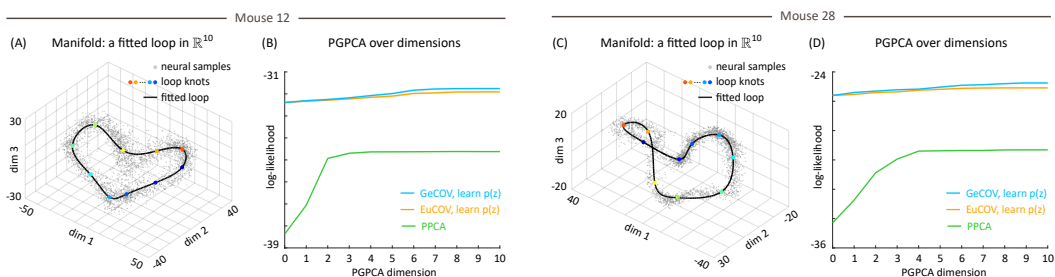 Mouse 12
Mouse 28
(A) Manifold: a fitted loop in ℝ¹⁰
neural samples
loop knots
fitted loop
30
dim 3
-30
-50
dim 1
50
-40
dim 2
40
(B) PGPCA over dimensions
-31
log-likelihood
-39
GeCOV, learn p(z)
EuCOV, learn p(z)
PPCA
0 1 2 3 4 5 6 7 8 9 10
PGPCA dimension
(C) Manifold: a fitted loop in ℝ¹⁰
neural samples
loop knots
fitted loop
20
dim 3
-20
-40
dim 1
30
-80
dim 2
-20
(D) PGPCA over dimensions
-24
log-likelihood
-36
GeCOV, learn p(z)
EuCOV, learn p(z)
PPCA
0 1 2 3 4 5 6 7 8 9 10
PGPCA dimension